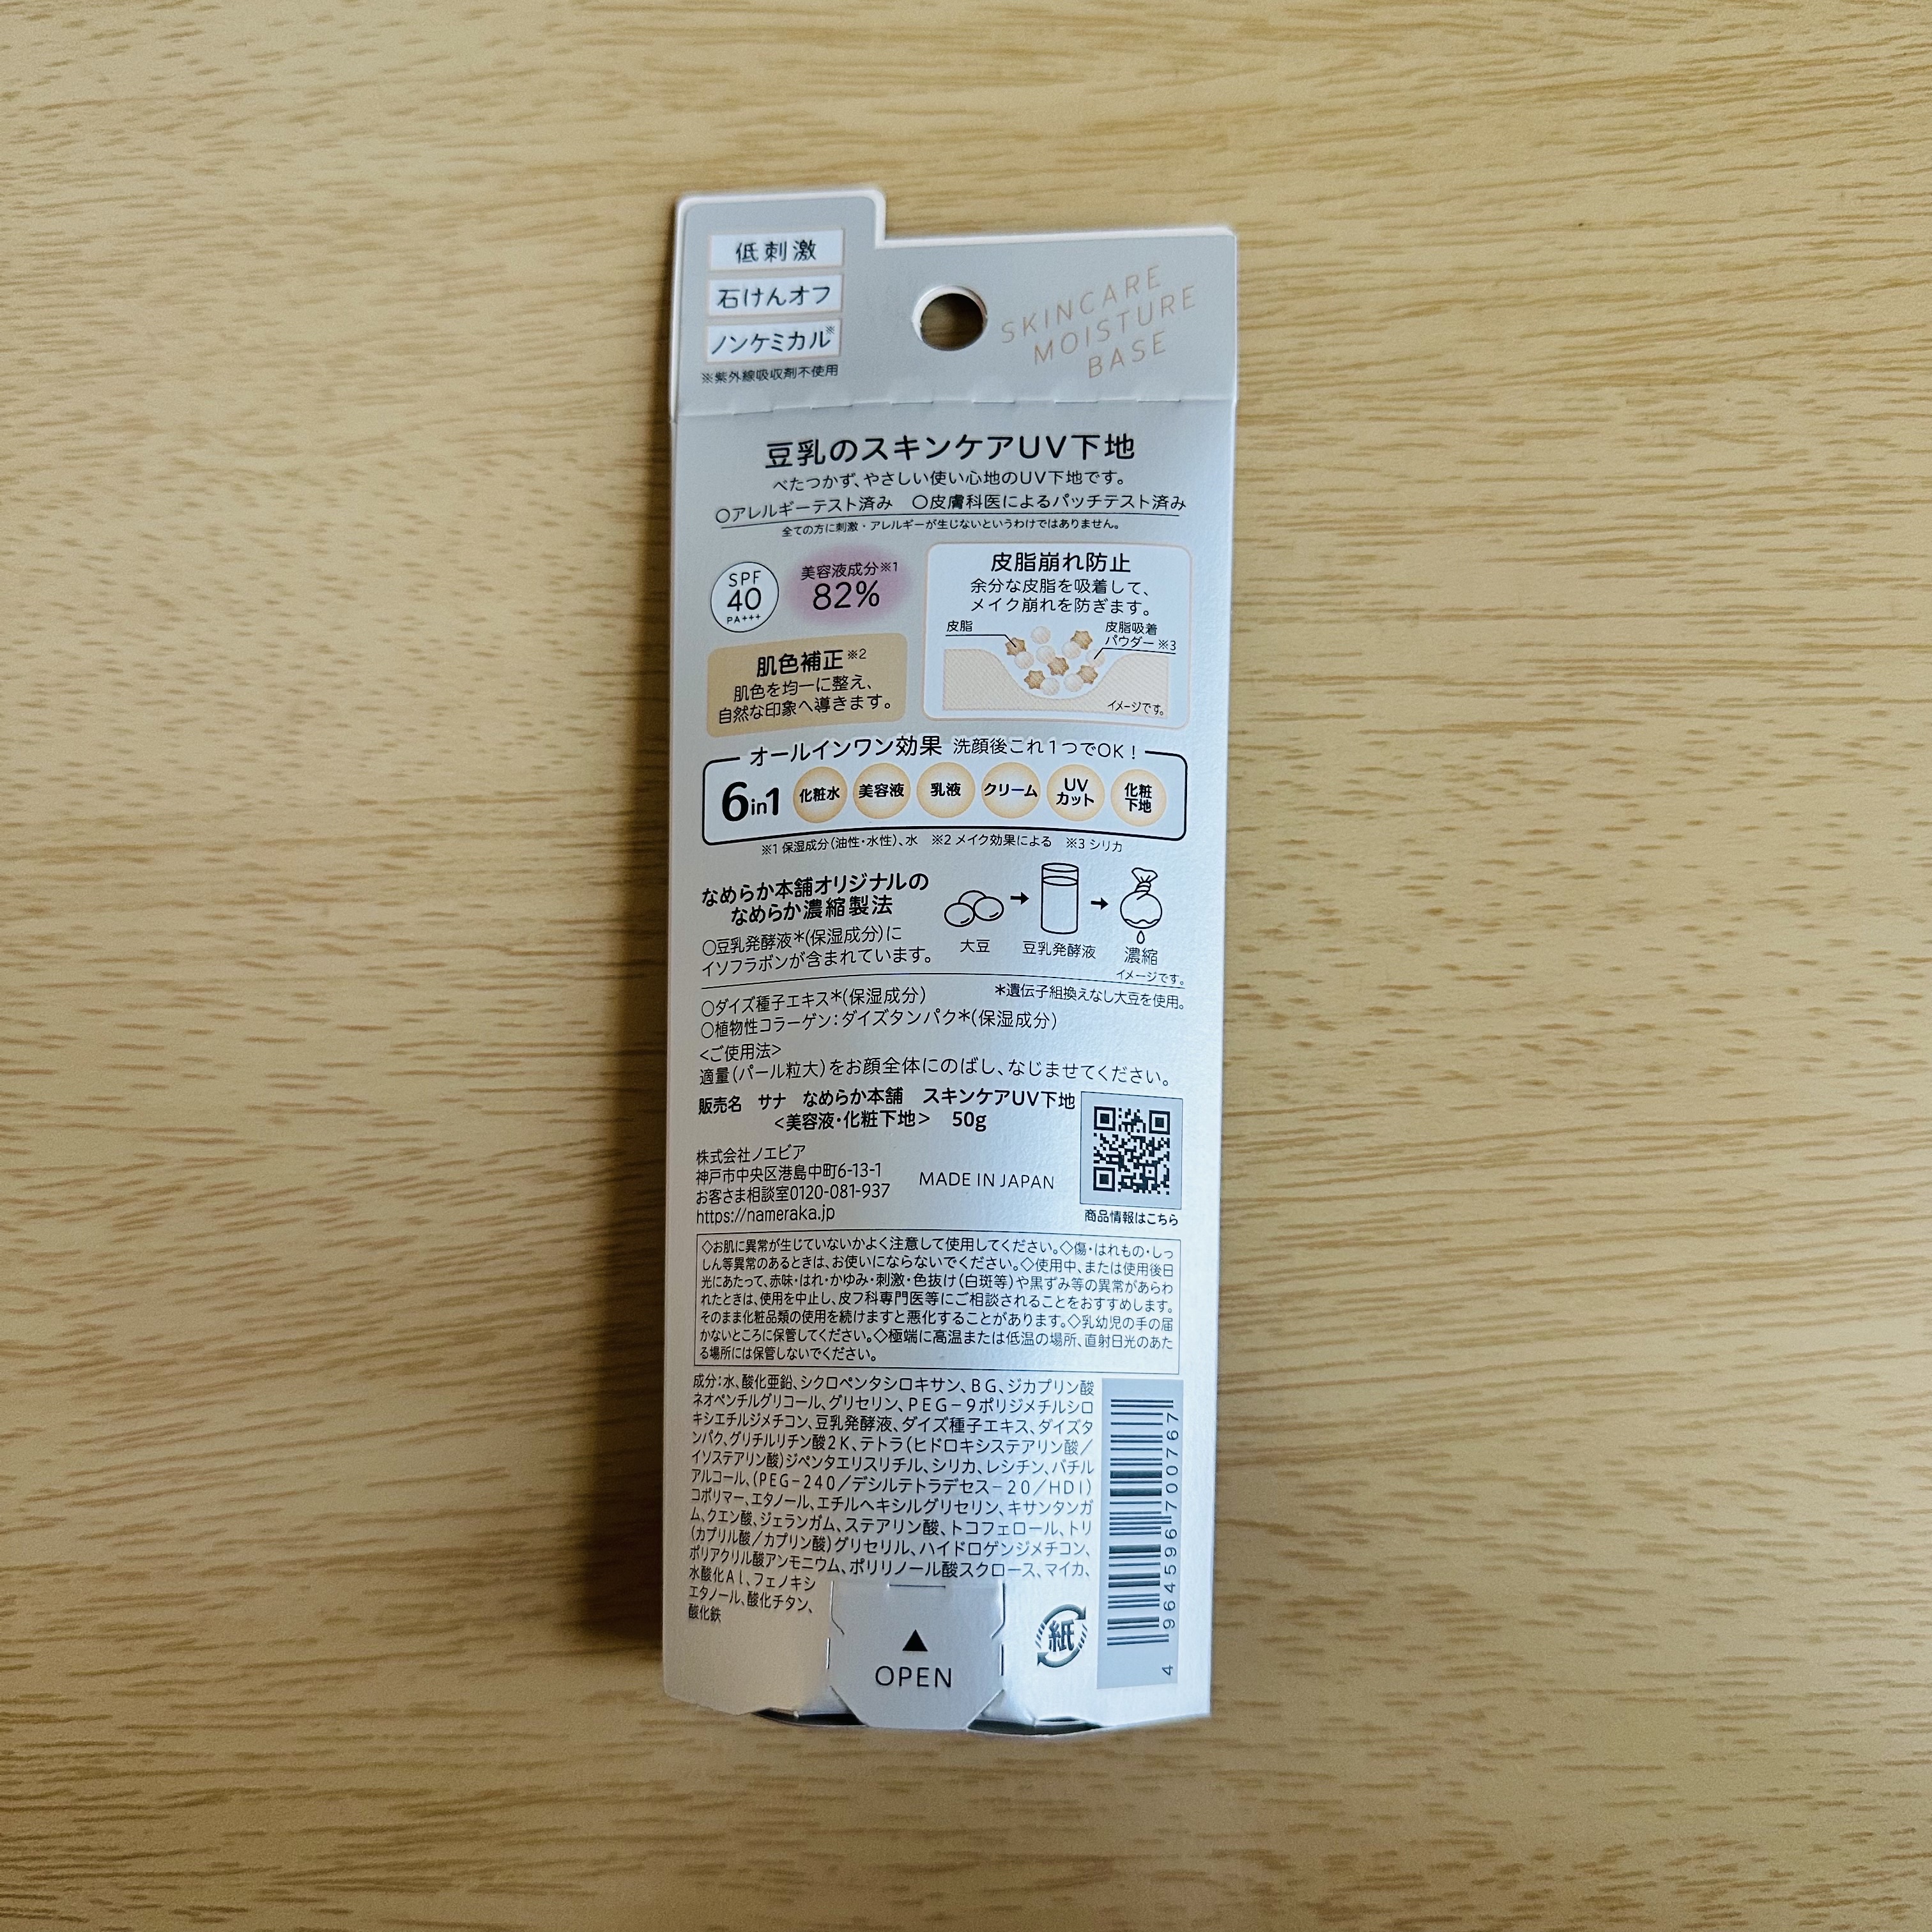 低刺激
石けんオフ
ノンケミカル※
※紫外線吸収剤不使用
SKINCARE
MOISTURE
BASE
豆乳のスキンケアUV下地
べたつかず、やさしい使い心地のUV下地です。
○アレルギーテスト済み ○皮膚科医によるパッチテスト済み
全ての方に刺激・アレルギーが生じないというわけではありません。
SPF
40
PA+++
美容液成分※1
82%
肌色補正※2
肌色を均一に整え、
自然な印象へ導きます。
皮脂崩れ防止
余分な皮脂を吸着して、
メイク崩れを防ぎます。
皮脂
皮脂吸着
パウダー※3
イメージです。
オールインワン効果 洗顔後これ1つでOK!
6in1
化粧水
美容液
乳液
クリーム
UV
カット
化粧
下地
※1 保湿成分(油性・水性)、水 ※2 メイク効果による ※3 シリカ
なめらか本舗オリジナルの
なめらか濃縮製法
○豆乳発酵液*(保湿成分)に
イソフラボンが含まれています。
大豆
豆乳発酵液
濃縮
イメージです。
○ダイズ種子エキス*(保湿成分)
*遺伝子組換えなし大豆を使用。
○植物性コラーゲン:ダイズタンパク*(保湿成分)
<ご使用法>
適量(パール粒大)をお顔全体にのばし、なじませてください。
販売名 サナ なめらか本舗 スキンケアUV下地
<美容液・化粧下地> 50g
株式会社ノエビア
神戸市中央区港島中町6-13-1
お客さま相談室0120-081-937
https://nameraka.jp
MADE IN JAPAN
商品情報はこちら
◇お肌に異常が生じていないかよく注意して使用してください。◇傷・はれもの・しっ
しん等異常のあるときは、お使いにならないでください。◇使用中、または使用後日
光にあたって、赤味・はれ・かゆみ・刺激・色抜け(白斑等)や黒ずみ等の異常があらわ
れたときは、使用を中止し、皮フ科専門医等にご相談されることをおすすめします。
そのまま化粧品類の使用を続けますと悪化することがあります。◇乳幼児の手の届
かないところに保管してください。◇極端に高温または低温の場所、直射日光のあた
る場所には保管しないでください。
成分:水、酸化亜鉛、シクロペンタシロキサン、BG、ジカプリン酸
ネオペンチルグリコール、グリセリン、PEG-9ポリジメチルシロ
キシエチルジメチコン、豆乳発酵液、ダイズ種子エキス、ダイズタ
ンパク、グリチルリチン酸2K、テトラ(ヒドロキシステアリン酸/
イソステアリン酸)ジペンタエリスリチル、シリカ、レシチン、バチル
アルコール、(PEG-240/デシルテトラデセス-20/HDI)
コポリマー、エタノール、エチルヘキシルグリセリン、キサンタンガ
ム、クエン酸、ジェランガム、ステアリン酸、トコフェロール、トリ
(カプリル酸/カプリン酸)グリセリル、ハイドロゲンジメチコン、
ポリアクリル酸アンモニウム、ポリリノール酸スクロース、マイカ、
水酸化Al、フェノキシ
エタノール、酸化チタン、
酸化鉄
▲
OPEN
紙
4 964596 700767